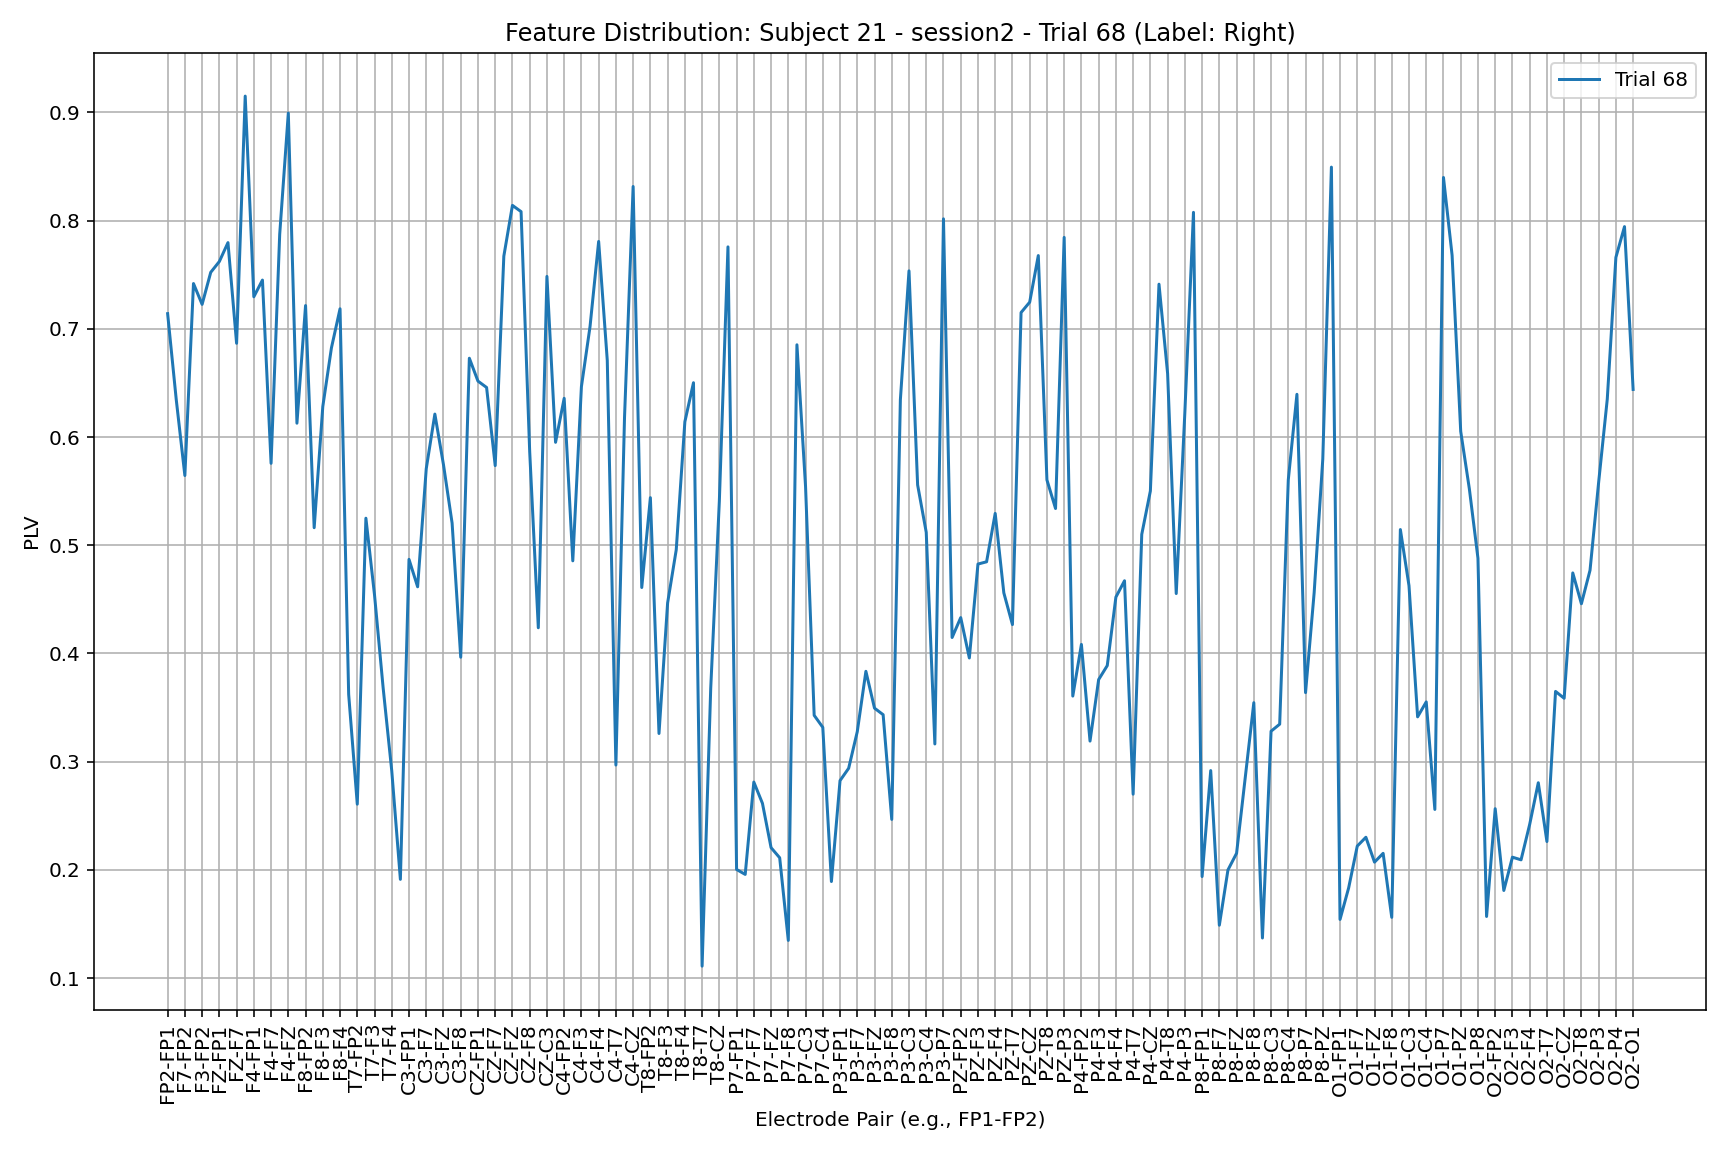 Feature Distribution: Subject 21 - session2 - Trial 68 (Label: Right)
Trial 68
PLV
0.9
0.8
0.7
0.6
0.5
0.4
0.3
0.2
0.1
FP2-FP1
F7-FP2
F3-FP2
FZ-FP1
FZ-F7
F4-FP1
F4-F7
F4-FZ
F8-FP2
F8-F3
F8-F4
T7-FP2
T7-F3
T7-F4
C3-FP1
C3-F7
C3-FZ
C3-F8
CZ-FP1
CZ-F7
CZ-FZ
CZ-F8
CZ-C3
C4-FP2
C4-F3
C4-F4
C4-T7
C4-CZ
T8-FP2
T8-F3
T8-F4
T8-T7
T8-CZ
P7-FP1
P7-F7
P7-FZ
P7-F8
P7-C3
P7-C4
P3-FP1
P3-F7
P3-FZ
P3-F8
P3-C3
P3-C4
P3-P7
PZ-FP2
PZ-F3
PZ-F4
PZ-T7
PZ-CZ
PZ-T8
PZ-P3
P4-FP2
P4-F3
P4-F4
P4-T7
P4-CZ
P4-T8
P4-P3
P8-FP1
P8-F7
P8-FZ
P8-F8
P8-C3
P8-C4
P8-P7
P8-PZ
O1-FP1
O1-F7
O1-FZ
O1-F8
O1-C3
O1-C4
O1-P7
O1-PZ
O1-P8
O2-FP2
O2-F3
O2-F4
O2-T7
O2-CZ
O2-T8
O2-P3
O2-P4
O2-O1
Electrode Pair (e.g., FP1-FP2)